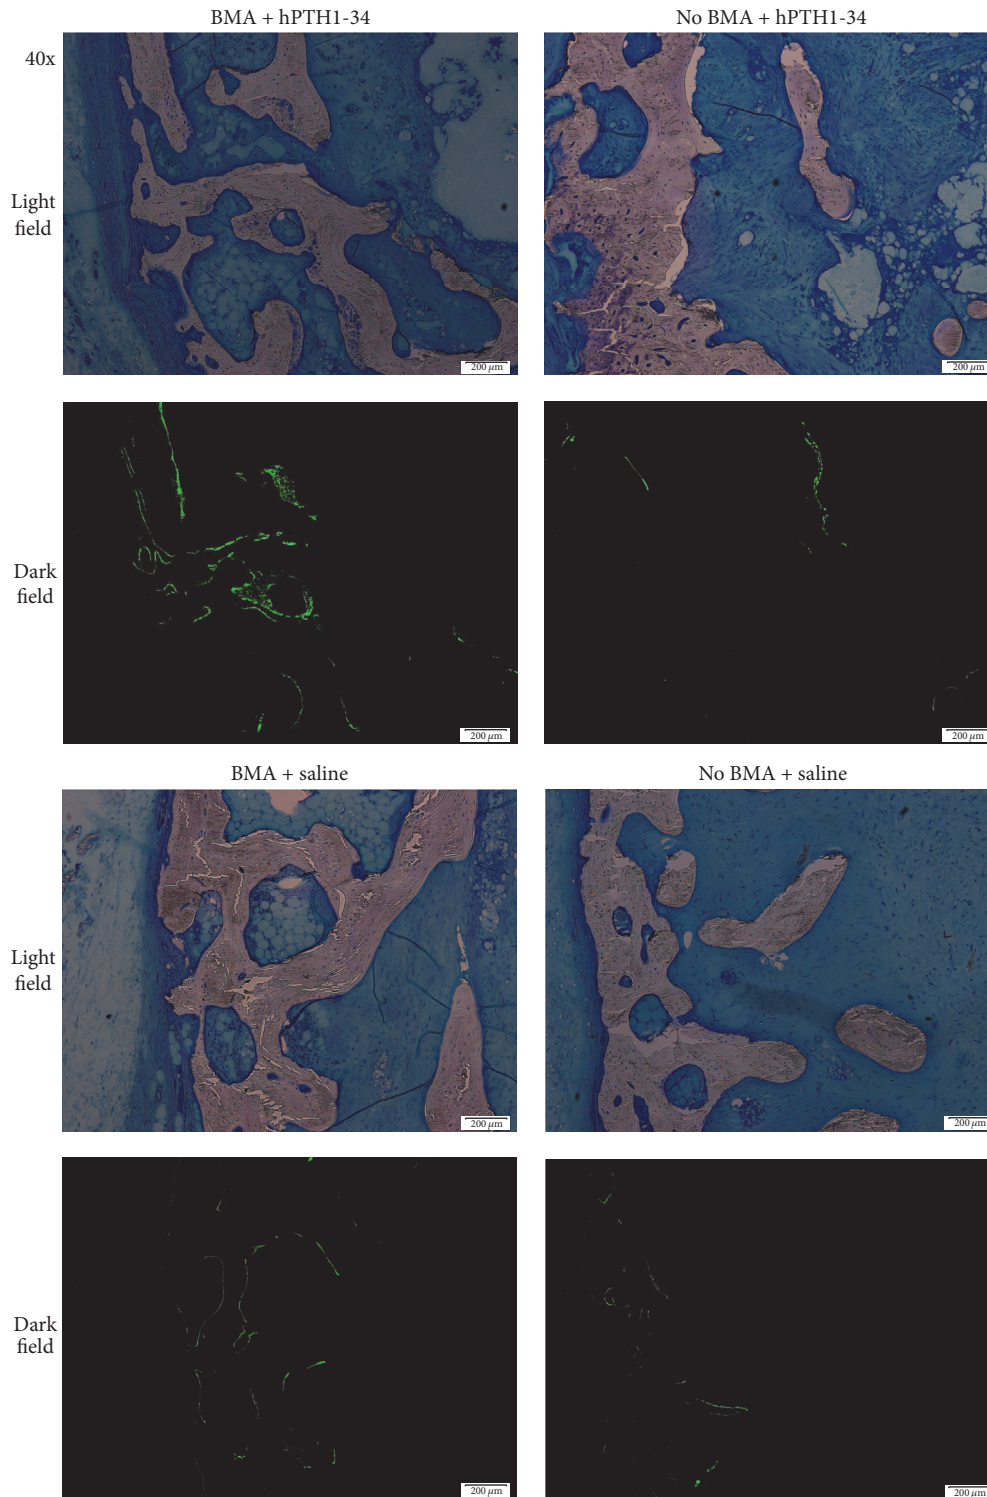 BMA + hPTH1-34
No BMA + hPTH1-34
40x
Light
field
200 μm
200 μm
Dark
field
200 μm
200 μm
BMA + saline
No BMA + saline
Light
field
200 μm
200 μm
Dark
field
200 μm
200 μm